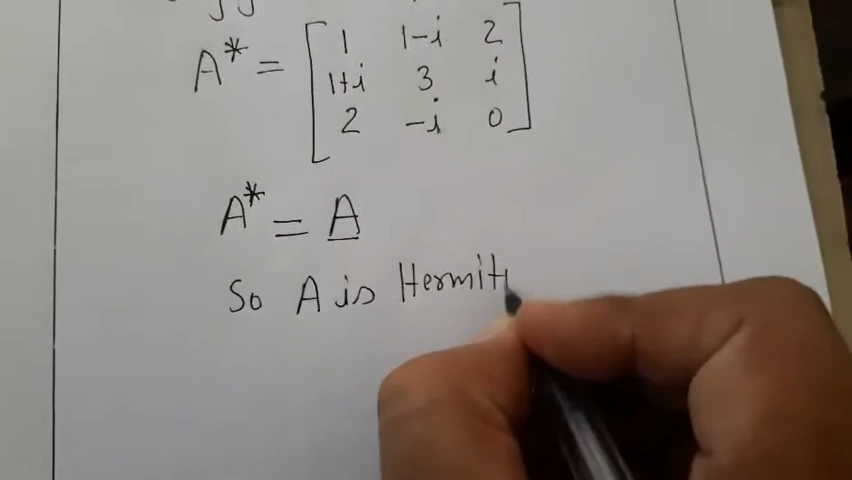 A* = [ 1 1-i 2
1+i 3 i
2 -i 0 ]
A* = A
So A is Hermit